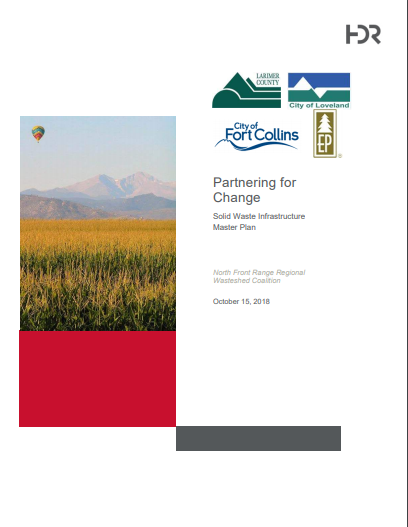 HDR
LARIMER
COUNTY
City of Loveland
City of
Fort Collins
EP
®
Partnering for
Change
Solid Waste Infrastructure
Master Plan
North Front Range Regional
Wasteshed Coalition
October 15, 2018